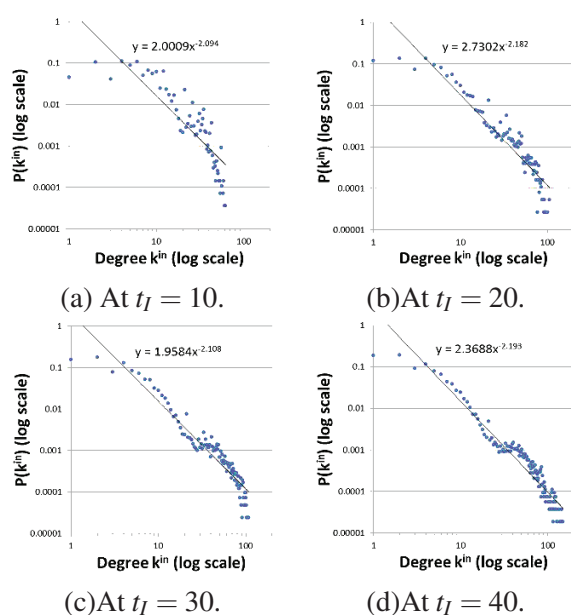 1
y = 2.0009x^-2.094
0.1
0.01
0.001
0.0001
0.00001
1 10 100
P(k^in) (log scale)
Degree k^in (log scale)
(a) At t_I = 10.
1
y = 2.7302x^-2.182
0.1
0.01
0.001
0.0001
0.00001
1 10 100
P(k^in) (log scale)
Degree k^in (log scale)
(b)At t_I = 20.
1
y = 1.9584x^-2.108
0.1
0.01
0.001
0.0001
0.00001
1 10 100
P(k^in) (log scale)
Degree k^in (log scale)
(c)At t_I = 30.
1
y = 2.3688x^-2.193
0.1
0.01
0.001
0.0001
0.00001
1 10 100
P(k^in) (log scale)
Degree k^in (log scale)
(d)At t_I = 40.